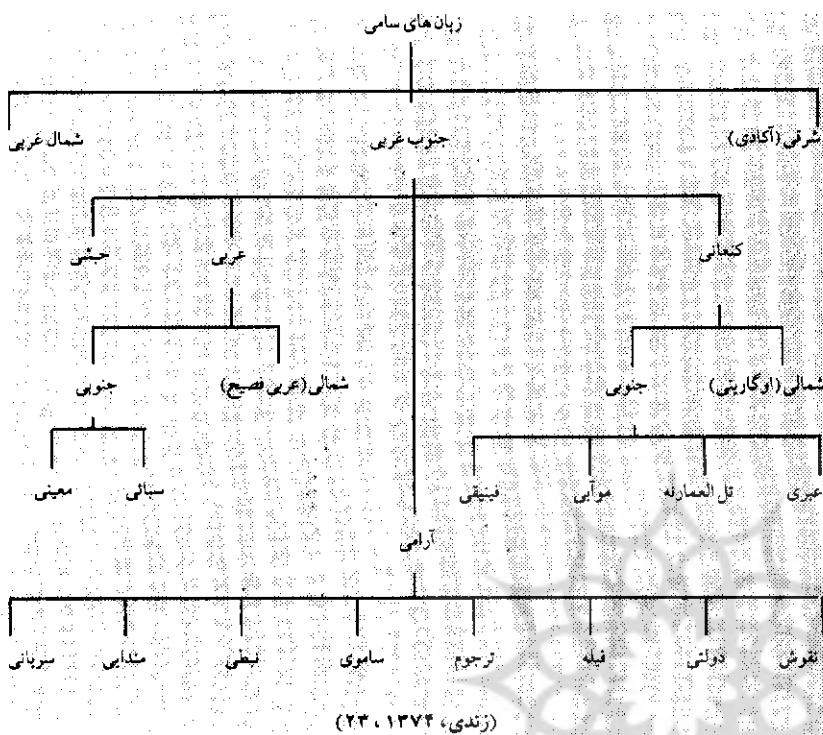 زبان های سامی
شرقی (آکادی) جنوب غربی شمال غربی
کنعانی عربی حبشی
شمالی (اوگاریتی) جنوبی شمالی (عربی فصیح) جنوبی
عبری تل العمارنه موآبی فینیقی سبائی معینی
آرامی
نقوش دولتی فیله ترجوم ساموی نبطی مندایی سریانی
(زندی، ۱۳۷۴، ۲۳)